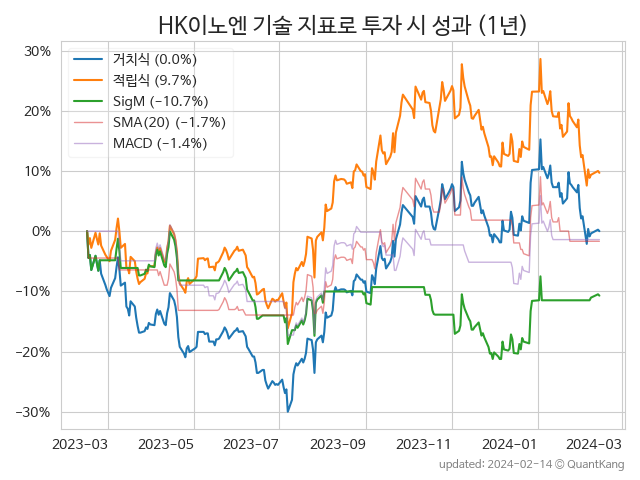 HK이노엔 기술 지표로 투자 시 성과 (1년)
30%
20%
10%
0%
−10%
−20%
−30%
거치식 (0.0%)
적립식 (9.7%)
SigM (−10.7%)
SMA(20) (−1.7%)
MACD (−1.4%)
2023-03
2023-05
2023-07
2023-09
2023-11
2024-01
2024-03
updated: 2024-02-14 © QuantKang